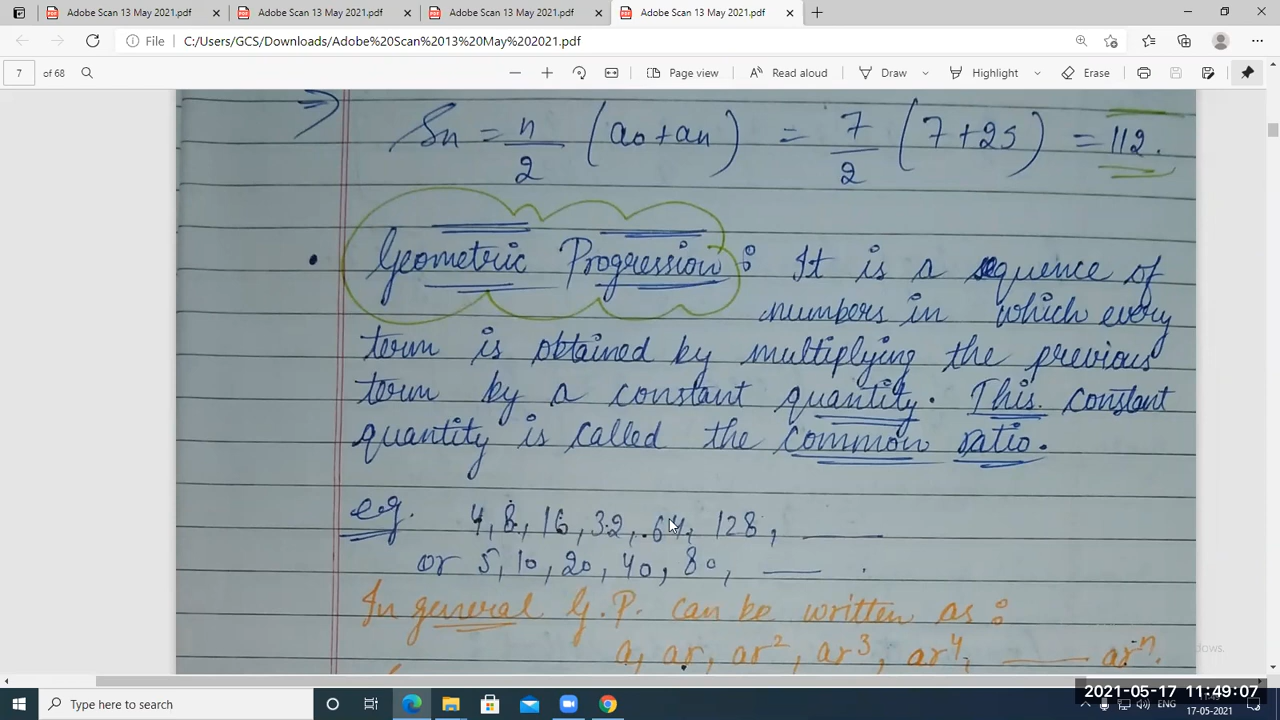 Adobe Scan 13 May 2021.pdf Adobe Scan 13 May 2021.pdf Adobe Scan 13 May 2021.pdf Adobe Scan 13 May 2021.pdf
File C:/Users/GCS/Downloads/Adobe%20Scan%2013%20May%202021.pdf
7 of 68 Page view Read aloud Draw Highlight Erase
⇒ Sn = n/2 (a0 + an) = 7/2 (7+25) = 112.
• Geometric Progression : It is a sequence of
numbers in which every
term is obtained by multiplying the previous
term by a constant quantity. This constant
quantity is called the common ratio.
eg. 4, 8, 16, 32, 64, 128, ___
or 5, 10, 20, 40, 80, ___ .
In general G.P. can be written as :
a, ar, ar², ar³, ar⁴, ___ arⁿ.
2021-05-17 11:49:07
Type here to search
ENG
17-05-2021